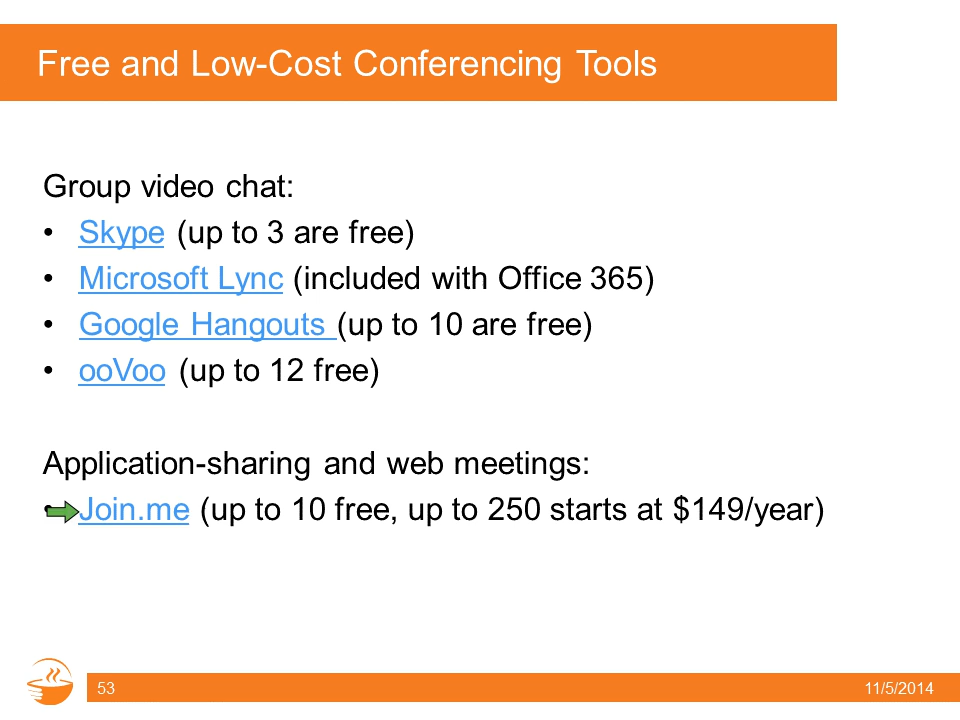 Free and Low-Cost Conferencing Tools
Group video chat:
• Skype (up to 3 are free)
• Microsoft Lync (included with Office 365)
• Google Hangouts (up to 10 are free)
• ooVoo (up to 12 free)
Application-sharing and web meetings:
• Join.me (up to 10 free, up to 250 starts at $149/year)
53 11/5/2014